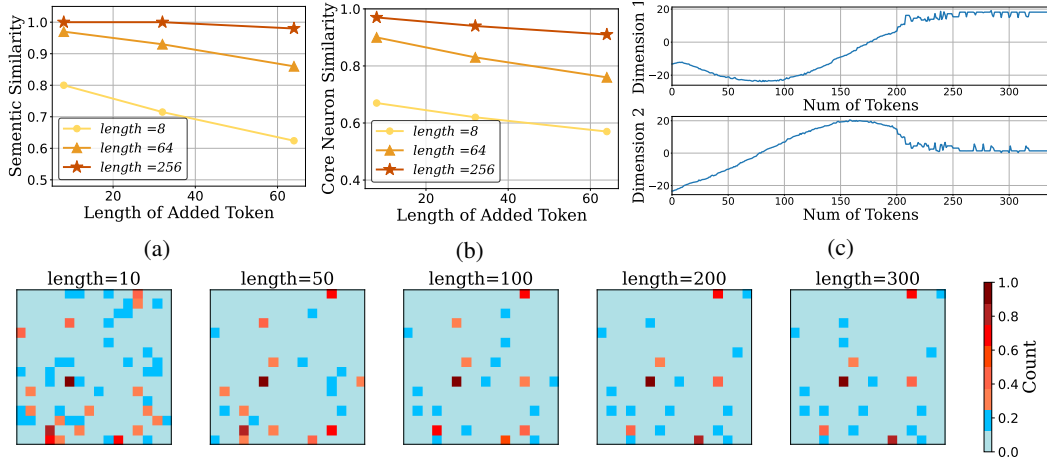 Sementic Similarity
1.0
0.9
0.8
0.7
0.6
0.5
length =8
length =64
length =256
20
40
60
Length of Added Token
(a)
Core Neuron Similarity
1.0
0.8
0.6
0.4
length =8
length =64
length =256
20
40
60
Length of Added Token
(b)
Dimension 1
20
0
−20
0
50
100
150
200
250
300
Num of Tokens
Dimension 2
20
0
−20
0
50
100
150
200
250
300
Num of Tokens
(c)
length=10
length=50
length=100
length=200
length=300
1.0
0.8
0.6
0.4
0.2
0.0
Count